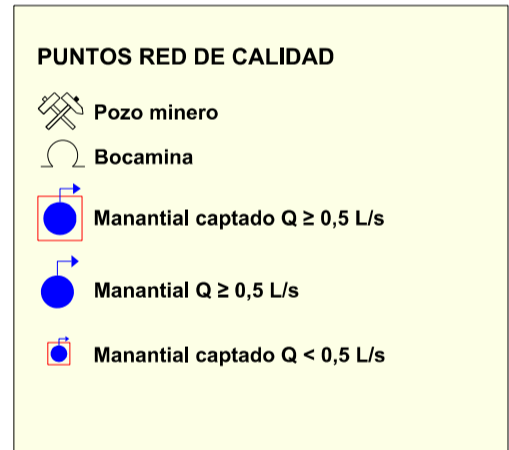 PUNTOS RED DE CALIDAD
Pozo minero
Bocamina
Manantial captado Q ≥ 0,5 L/s
Manantial Q ≥ 0,5 L/s
Manantial captado Q < 0,5 L/s